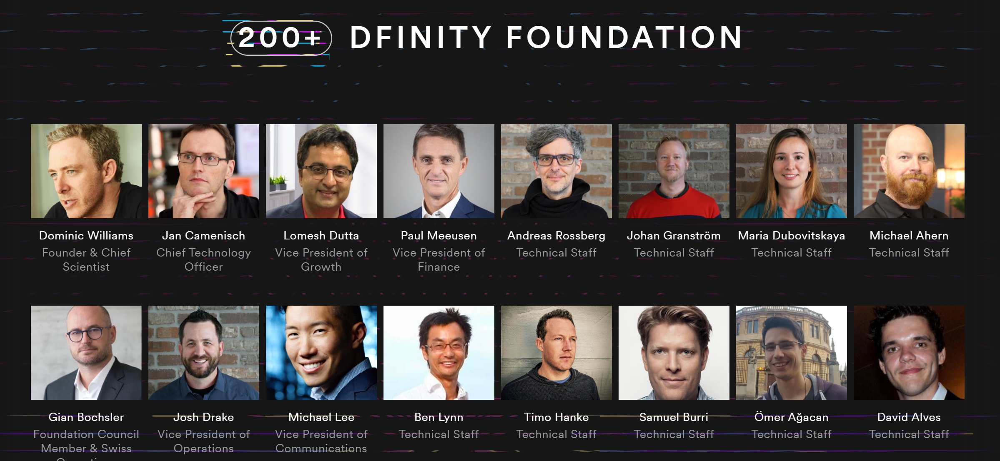 200+ DFINITY FOUNDATION
Dominic Williams
Founder & Chief
Scientist
Jan Camenisch
Chief Technology
Officer
Lomesh Dutta
Vice President of
Growth
Paul Meeusen
Vice President of
Finance
Andreas Rossberg
Technical Staff
Johan Granström
Technical Staff
Maria Dubovitskaya
Technical Staff
Michael Ahern
Technical Staff
Gian Bochsler
Foundation Council
Member & Swiss
Josh Drake
Vice President of
Operations
Michael Lee
Vice President of
Communications
Ben Lynn
Technical Staff
Timo Hanke
Technical Staff
Samuel Burri
Technical Staff
Ömer Ağacan
Technical Staff
David Alves
Technical Staff